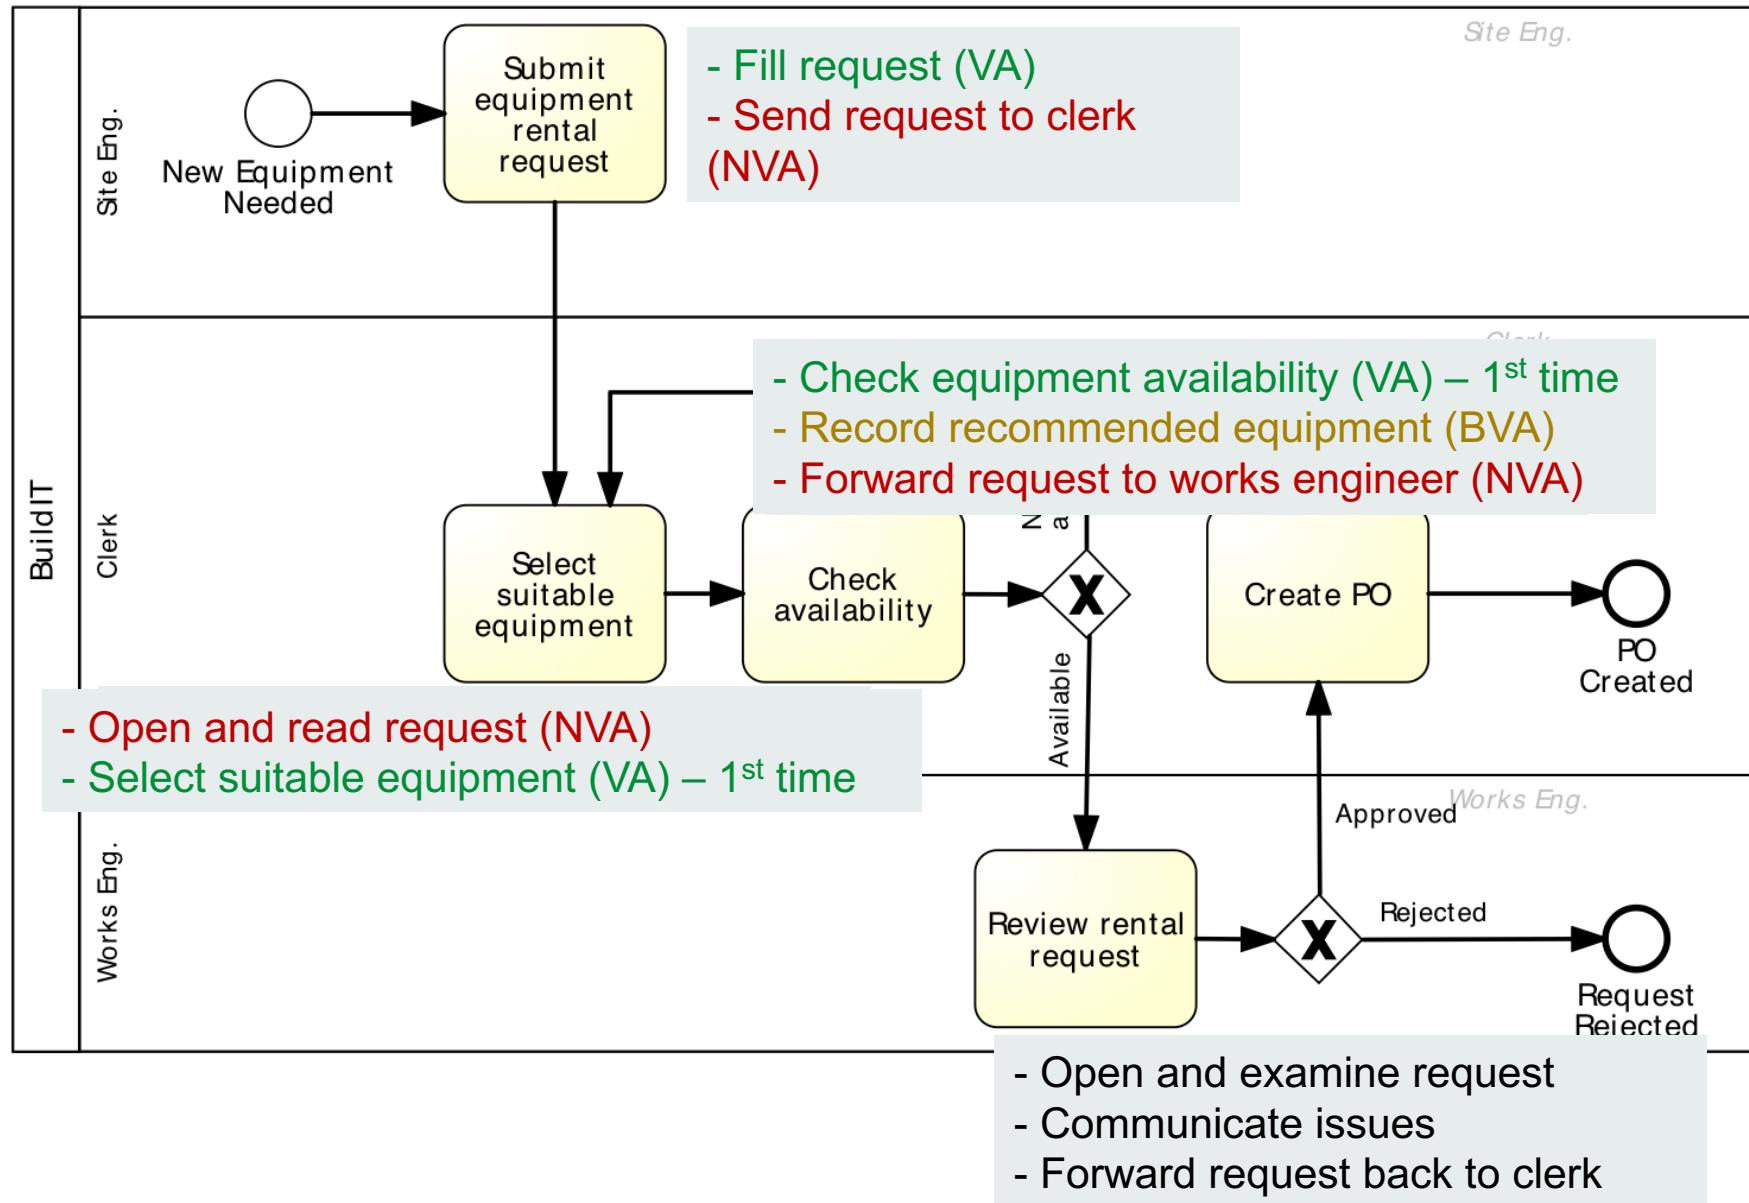 Site Eng.
Submit
equipment
rental
request
- Fill request (VA)
- Send request to clerk
(NVA)
Site Eng.
New Equipment
Needed
- Check equipment availability (VA) – 1st time
- Record recommended equipment (BVA)
- Forward request to works engineer (NVA)
BuildIT
Clerk
Select
suitable
equipment
Check
availability
X
Create PO
PO
Created
Available
- Open and read request (NVA)
- Select suitable equipment (VA) – 1st time
Works Eng.
Approved
Works Eng.
Review rental
request
X
Rejected
Request
Rejected
- Open and examine request
- Communicate issues
- Forward request back to clerk